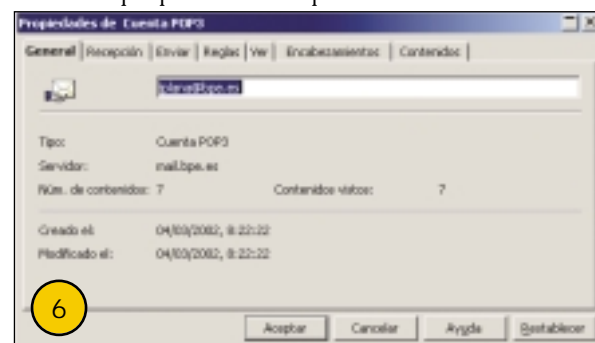 Propiedades de Cuenta POP3
General Recepción Enviar Reglas Ver Encabezamientos Contenidos
Tipo: Cuenta POP3
Servidor: mail.bpe.es
Núm. de contenidos: 7 Contenidos vistos: 7
Creado el: 04/03/2002, 8:22:22
Modificado el: 04/03/2002, 8:22:22
6
Aceptar Cancelar Ayuda Restablecer